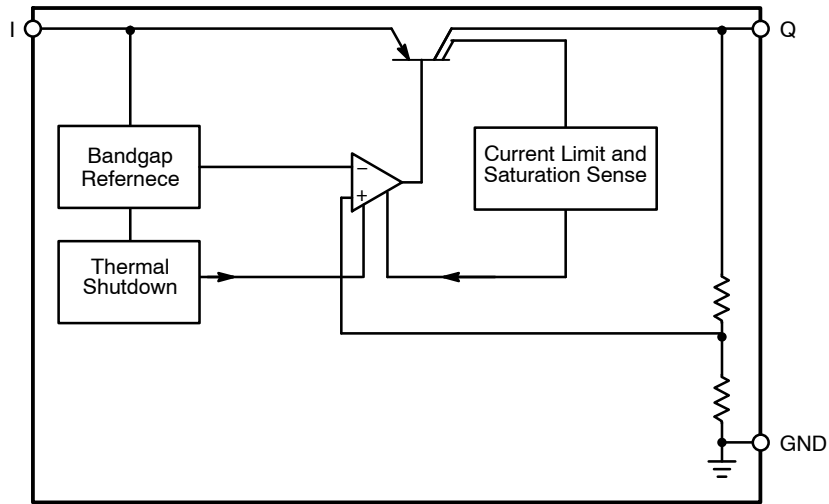 I
Q
Bandgap
Refernece
−
+
Current Limit and
Saturation Sense
Thermal
Shutdown
GND